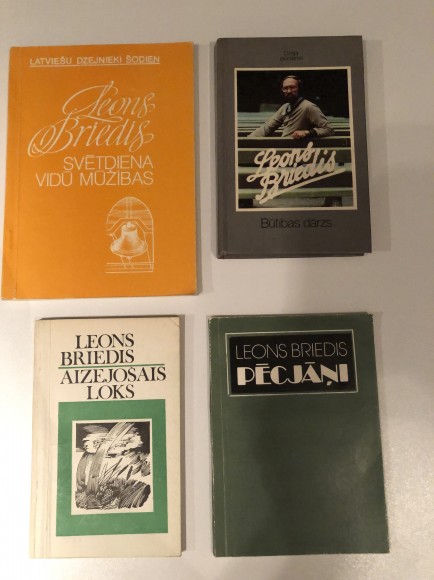 LATVIEŠU DZEJNIEKI ŠODIEN
Leons
Briedis
SVĒTDIENA
VIDŪ MŪŽĪBAS
Leons
Briedis
Būtības dārzs
LEONS
BRIEDIS
AIZEJOŠAIS
LOKS
LEONS BRIEDIS
PĒCJĀŅI